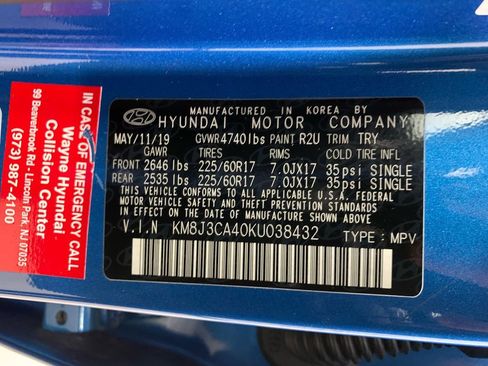 IN CASE OF EMERGENCY CALL
Wayne Hyundai
Collision Center
99 Beaverbrook Rd - Lincoln Park, NJ 07035
(973) 987-4100
MANUFACTURED IN KOREA BY
HYUNDAI MOTOR COMPANY
MAY/11/19 GVWR 4740lbs PAINT R2U TRIM TRY
GAWR TIRES RIMS COLD TIRE INFL
FRONT 2646 lbs 225/60R17 7.0JX17 35psi SINGLE
REAR 2535 lbs 225/60R17 7.0JX17 35psi SINGLE
THIS VEHICLE CONFORMS TO ALL APPLICABLE U.S.A. FEDERAL
MOTOR VEHICLE SAFETY STANDARDS IN EFFECT ON THE DATE OF
MANUFACTURE SHOWN ABOVE.
V.I.N KM8J3CA40KU038432 TYPE : MPV